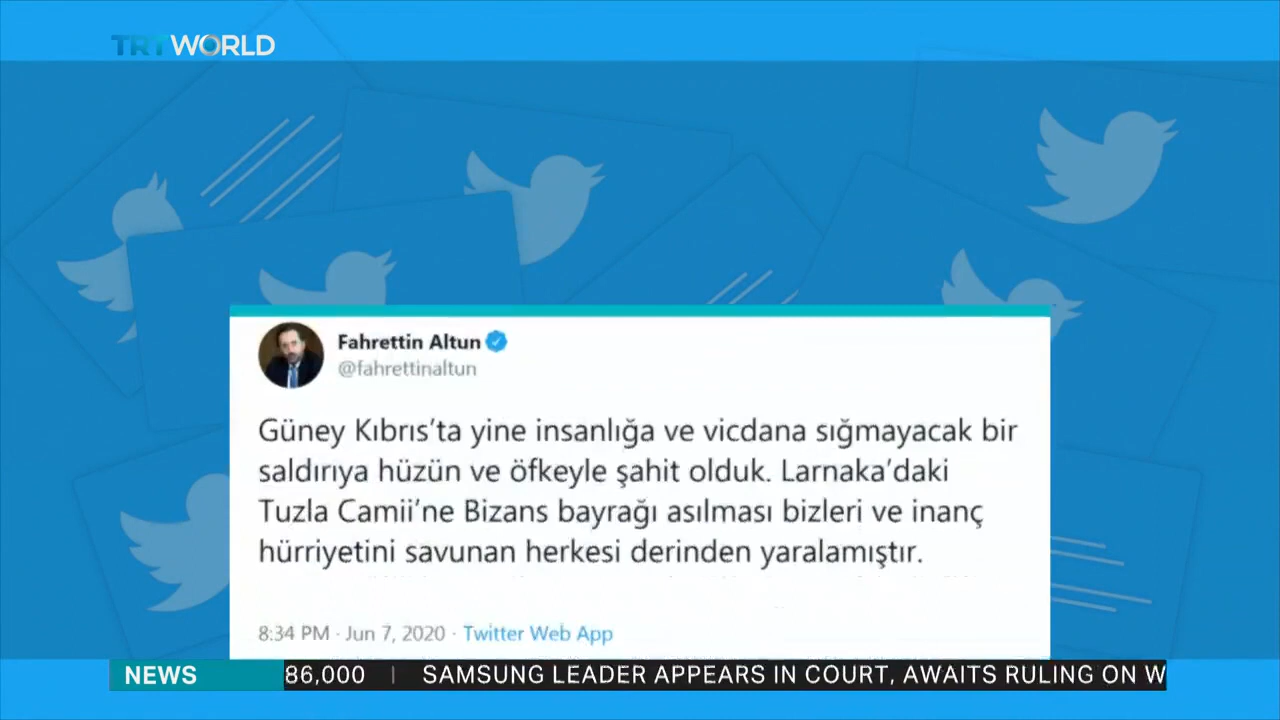 TRT WORLD
Fahrettin Altun
@fahrettinaltun
Güney Kıbrıs'ta yine insanlığa ve vicdana sığmayacak bir
saldırıya hüzün ve öfkeyle şahit olduk. Larnaka'daki
Tuzla Camii'ne Bizans bayrağı asılması bizleri ve inanç
hürriyetini savunan herkesi derinden yaralamıştır.
8:34 PM · Jun 7, 2020 · Twitter Web App
NEWS 86,000 | SAMSUNG LEADER APPEARS IN COURT, AWAITS RULING ON W